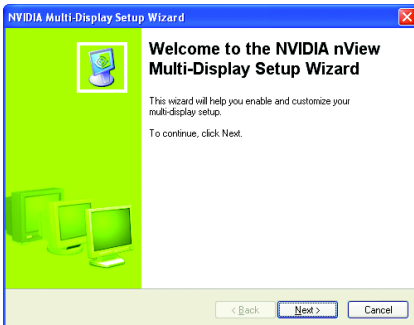 NVIDIA Multi-Display Setup Wizard
Welcome to the NVIDIA nView
Multi-Display Setup Wizard
This wizard will help you enable and customize your
multi-display setup.
To continue, click Next.
< Back
Next >
Cancel